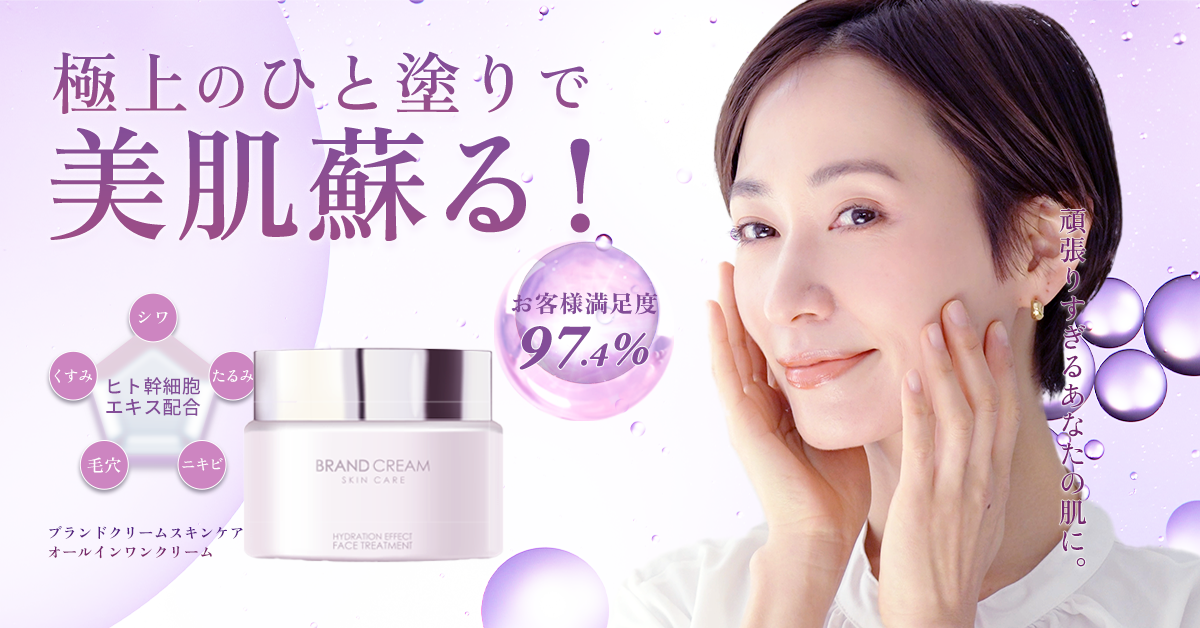 極上のひと塗りで
美肌蘇る！
お客様満足度
97.4%
シワ
くすみ
たるみ
ヒト幹細胞
エキス配合
毛穴
ニキビ
BRAND CREAM
SKIN CARE
HYDRATION EFFECT
FACE TREATMENT
ブランドクリームスキンケア
オールインワンクリーム
頑張りすぎるあなたの肌に。